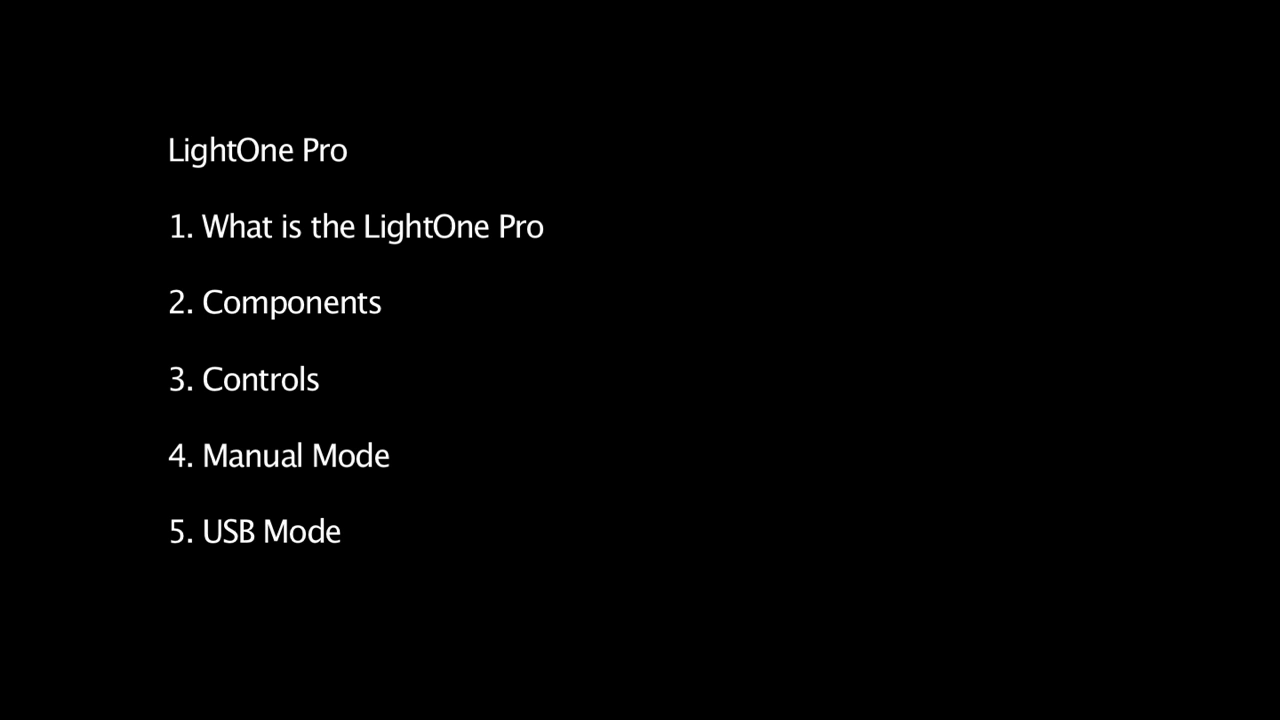 LightOne Pro
1. What is the LightOne Pro
2. Components
3. Controls
4. Manual Mode
5. USB Mode